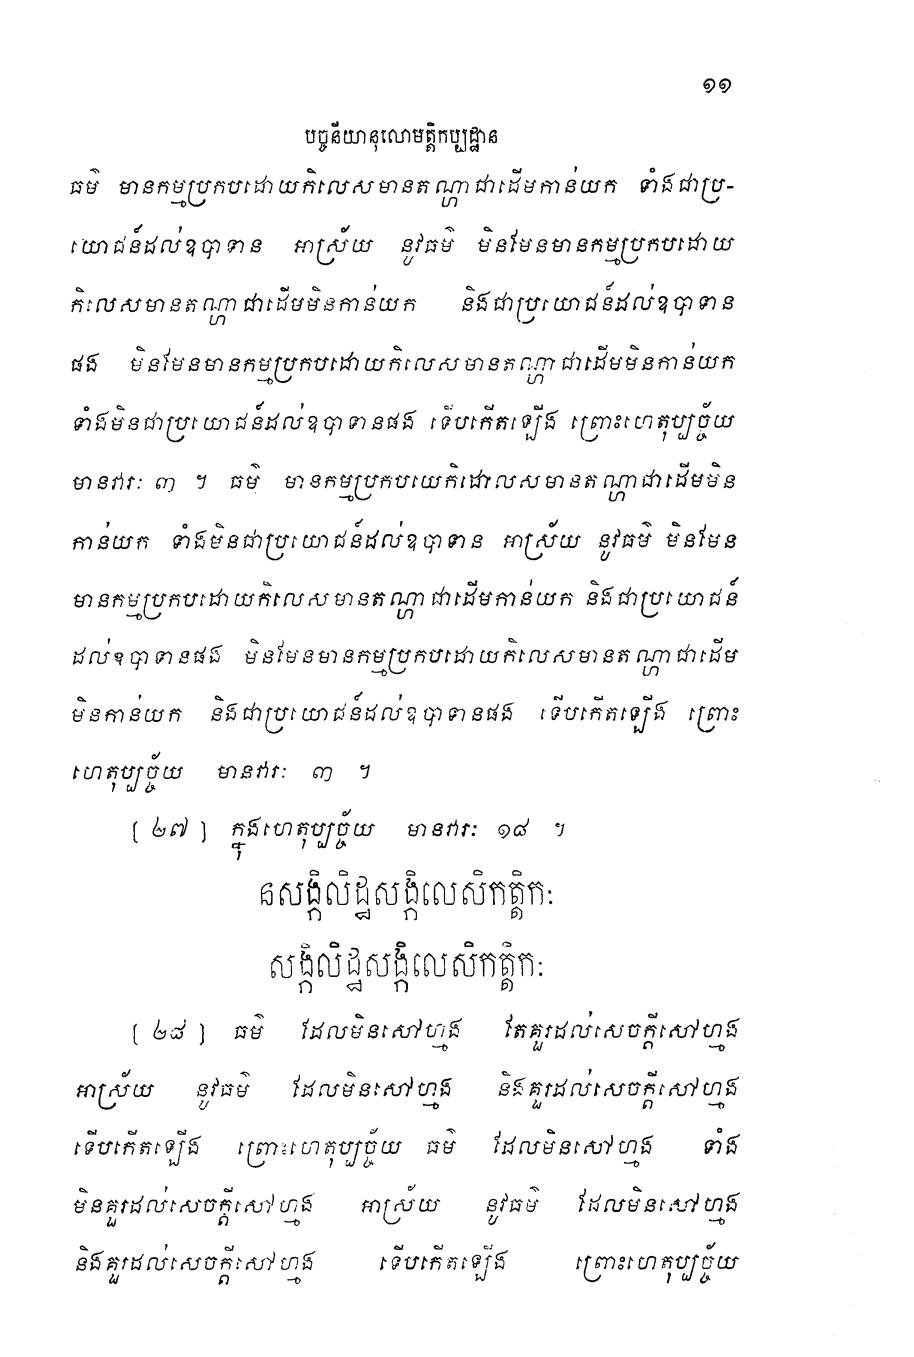 ១១
បច្ចនីយានុលោមត្តិកប្បដ្ឋាន
ធម៌ មានកម្មប្រកបដោយកិលេសមានតណ្ហាជាដើមកាន់យក ទាំងជាប្រ-
យោជន៍ដល់ឧបាទាន អាស្រ័យ នូវធម៌ មិនមែនមានកម្មប្រកបដោយ
កិលេសមានតណ្ហាជាដើមមិនកាន់យក និងជាប្រយោជន៍ដល់ឧបាទាន
ផង មិនមែនមានកម្មប្រកបដោយកិលេសមានតណ្ហាជាដើមមិនកាន់យក
ទាំងមិនជាប្រយោជន៍ដល់ឧបាទានផង ទើបកើតឡើង ព្រោះហេតុប្បច្ច័យ
មានវារៈ ៣ ។ ធម៌ មានកម្មប្រកបយេកិដោលសមានតណ្ហាជាដើមមិន
កាន់យក ទាំងមិនជាប្រយោជន៍ដល់ឧបាទាន អាស្រ័យ នូវធម៌ មិនមែន
មានកម្មប្រកបដោយកិលេសមានតណ្ហាជាដើមកាន់យក និងជាប្រយោជន៍
ដល់ឧបាទានផង មិនមែនមានកម្មប្រកបដោយកិលេសមានតណ្ហាជាដើម
មិនកាន់យក និងជាប្រយោជន៍ដល់ឧបាទានផង ទើបកើតឡើង ព្រោះ
ហេតុប្បច្ច័យ មានវារៈ ៣ ។
[ ២៧ ] ក្នុងហេតុប្បច្ច័យ មានវារៈ ១៨ ។
នសង្កិលិដ្ឋសង្កិលេសិកត្តិកៈ
សង្កិលិដ្ឋសង្កិលេសិកត្តិកៈ
[ ២៨ ] ធម៌ ដែលមិនសៅហ្មង តែគួរដល់សេចក្តីសៅហ្មង
អាស្រ័យ នូវធម៌ ដែលមិនសៅហ្មង និងគួរដល់សេចក្តីសៅហ្មង
ទើបកើតឡើង ព្រោះហេតុប្បច្ច័យ ធម៌ ដែលមិនសៅហ្មង ទាំង
មិនគួរដល់សេចក្តីសៅហ្មង អាស្រ័យ នូវធម៌ ដែលមិនសៅហ្មង
និងគួរដល់សេចក្តីសៅហ្មង ទើបកើតឡើង ព្រោះហេតុប្បច្ច័យ